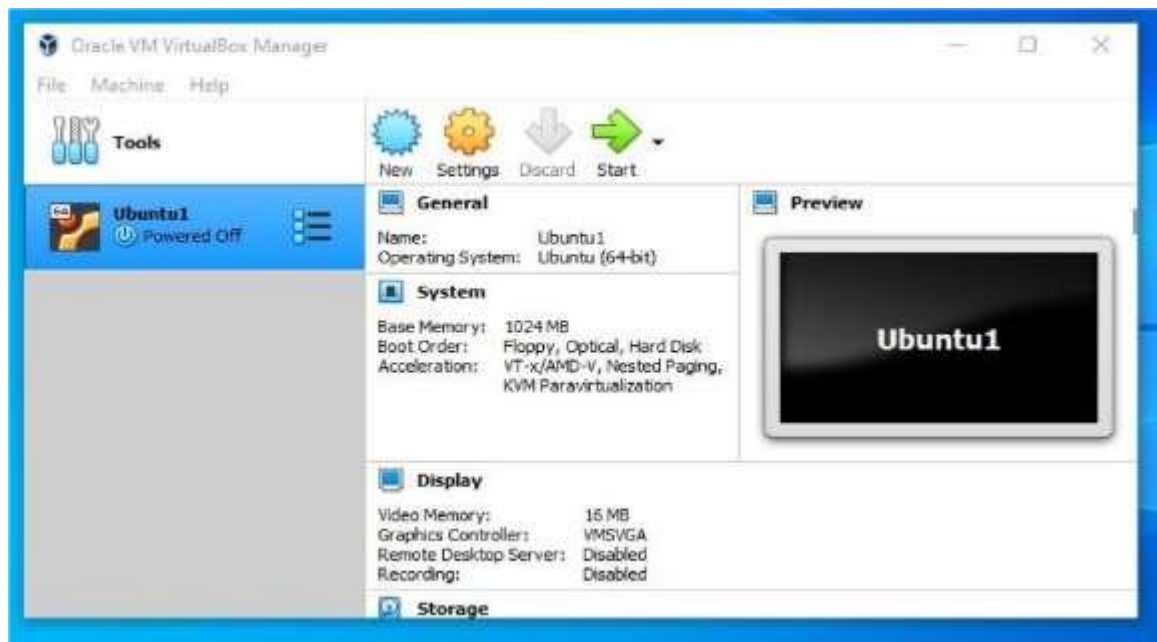 Oracle VM VirtualBox Manager
File Machine Help
Tools
New Settings Discard Start
64
Ubuntu1
Powered Off
General
Name: Ubuntu1
Operating System: Ubuntu (64-bit)
System
Base Memory: 1024 MB
Boot Order: Floppy, Optical, Hard Disk
Acceleration: VT-x/AMD-V, Nested Paging,
KVM Paravirtualization
Preview
Ubuntu1
Display
Video Memory: 16 MB
Graphics Controller: VMSVGA
Remote Desktop Server: Disabled
Recording: Disabled
Storage